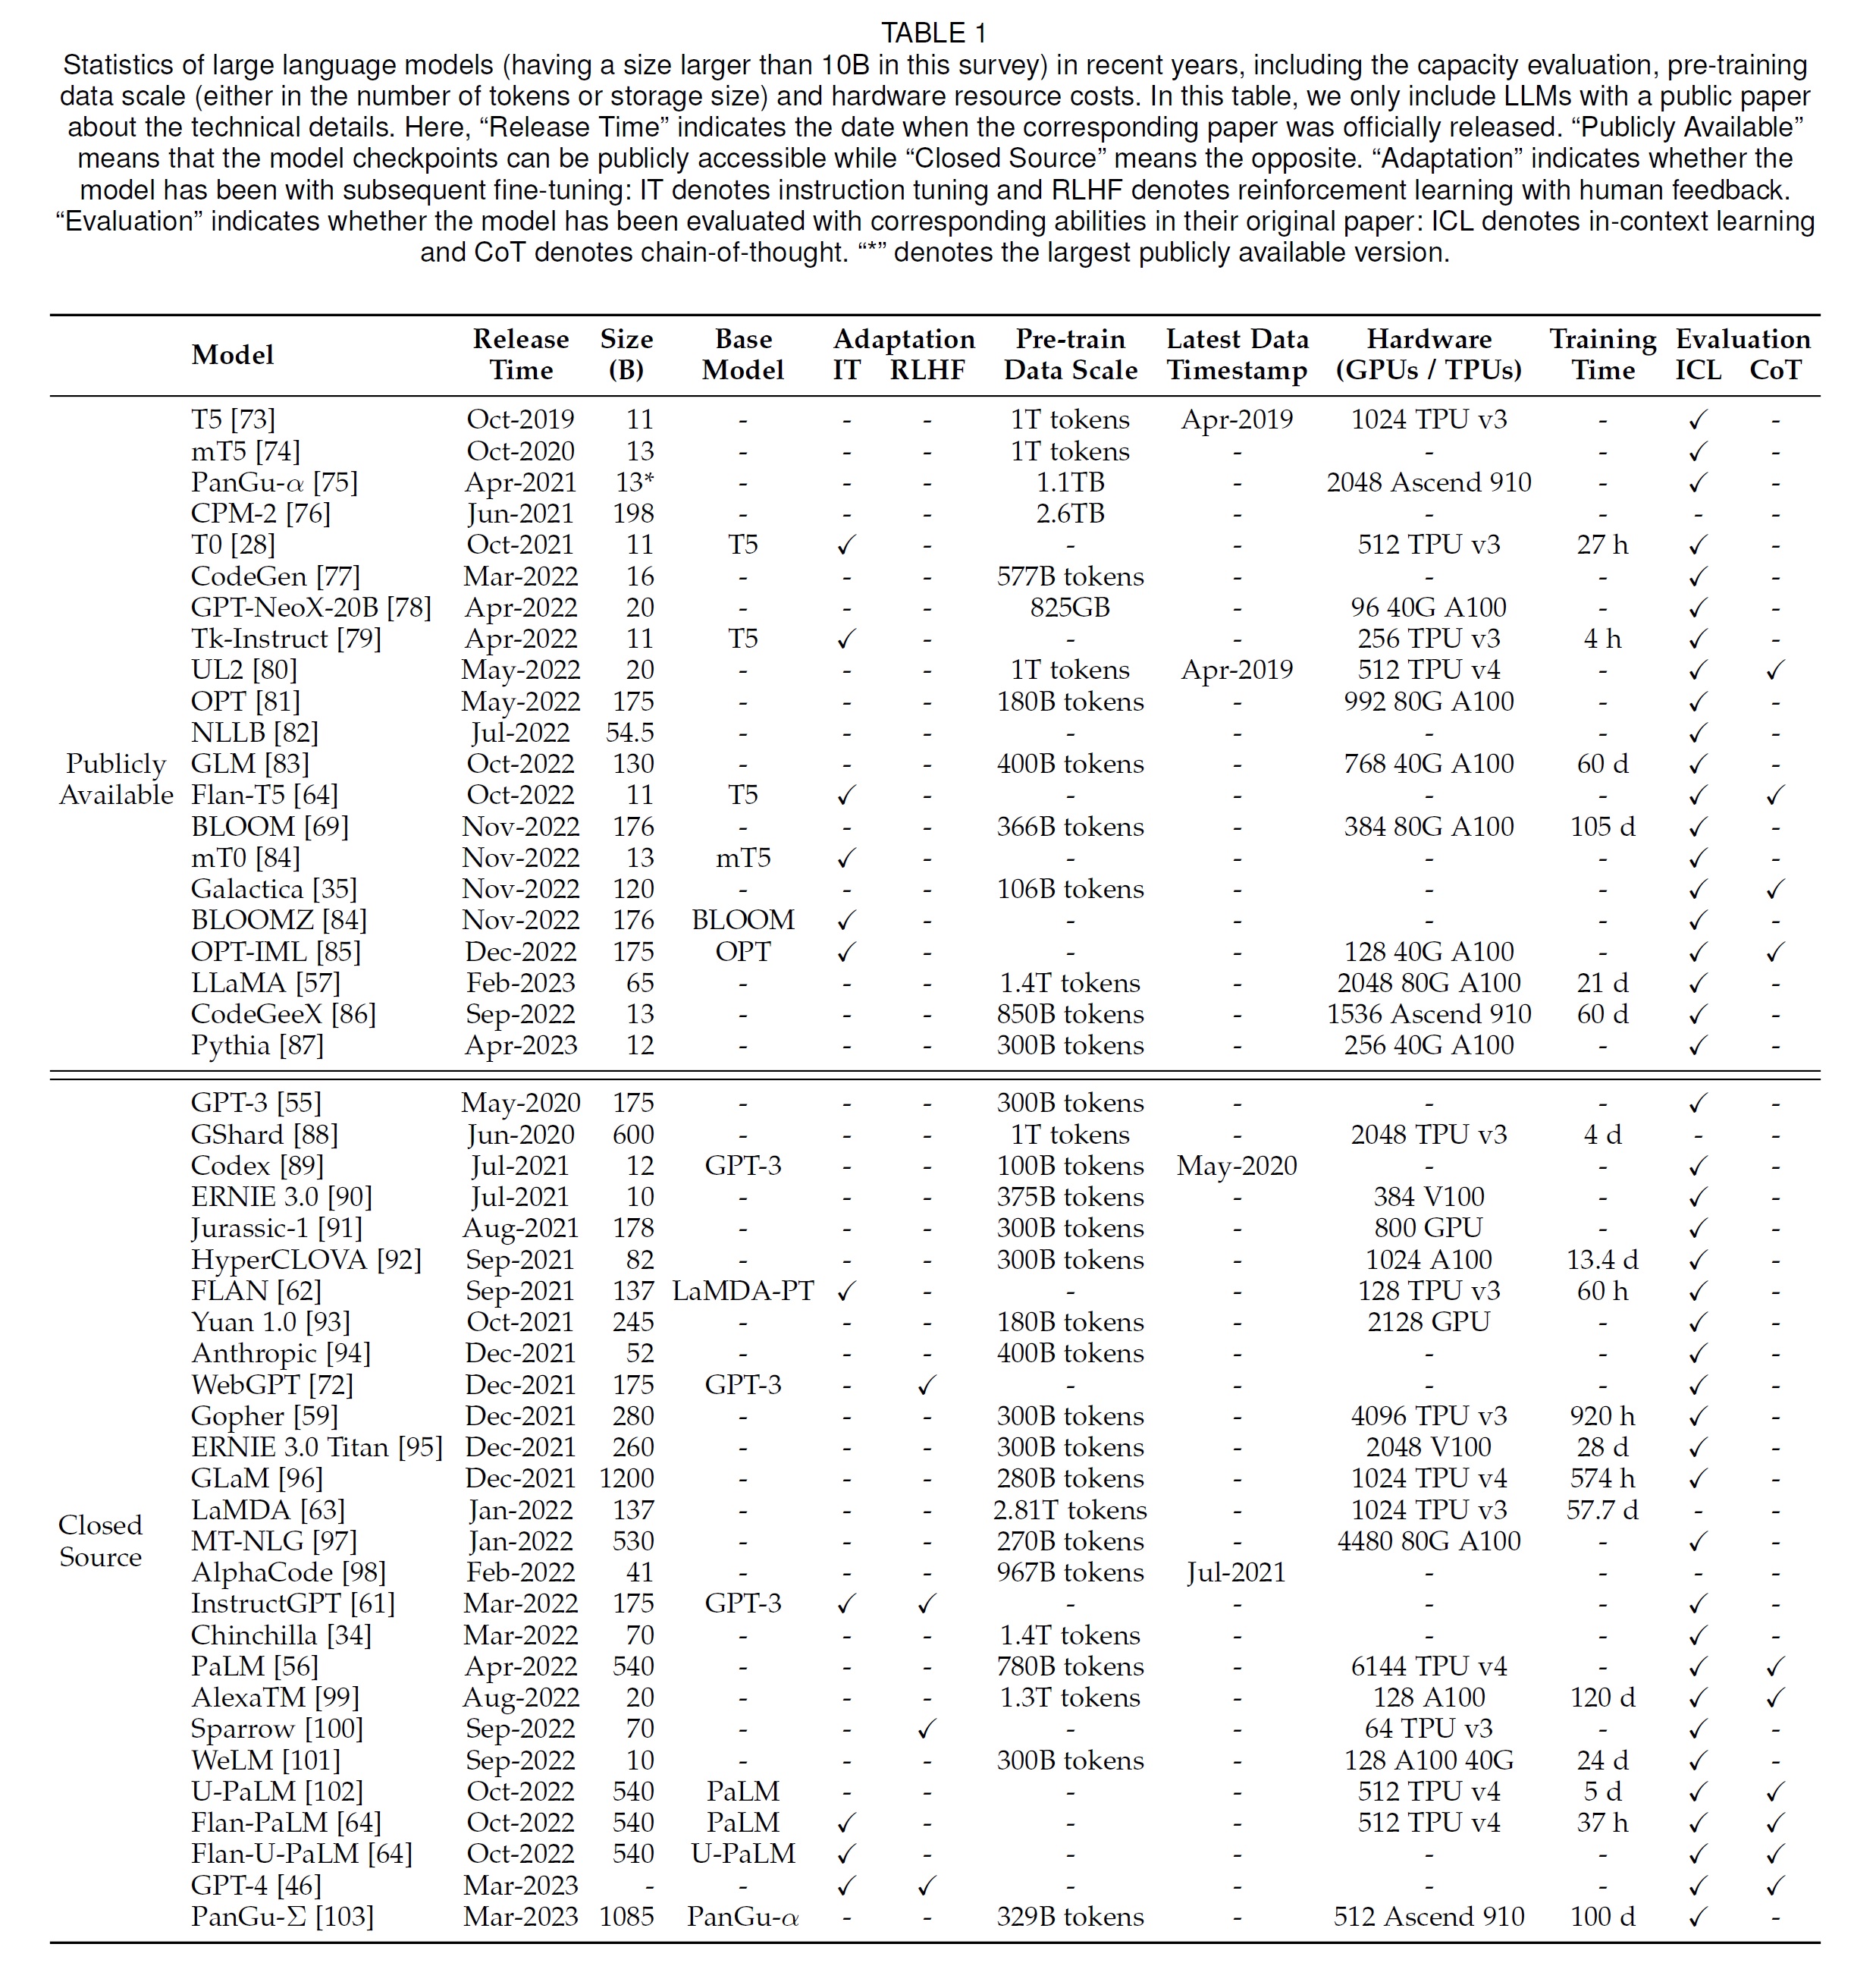 TABLE 1
Statistics of large language models (having a size larger than 10B in this survey) in recent years, including the capacity evaluation, pre-training
data scale (either in the number of tokens or storage size) and hardware resource costs. In this table, we only include LLMs with a public paper
about the technical details. Here, “Release Time” indicates the date when the corresponding paper was officially released. “Publicly Available”
means that the model checkpoints can be publicly accessible while “Closed Source” means the opposite. “Adaptation” indicates whether the
model has been with subsequent fine-tuning: IT denotes instruction tuning and RLHF denotes reinforcement learning with human feedback.
“Evaluation” indicates whether the model has been evaluated with corresponding abilities in their original paper: ICL denotes in-context learning
and CoT denotes chain-of-thought. “*” denotes the largest publicly available version.
Model Release Time Size (B) Base Model Adaptation IT RLHF Pre-train Data Scale Latest Data Timestamp Hardware (GPUs / TPUs) Training Time Evaluation ICL CoT
Publicly Available
T5 [73] Oct-2019 11 - - - 1T tokens Apr-2019 1024 TPU v3 - ✓ -
mT5 [74] Oct-2020 13 - - - 1T tokens - - - ✓ -
PanGu-α [75] Apr-2021 13* - - - 1.1TB - 2048 Ascend 910 - ✓ -
CPM-2 [76] Jun-2021 198 - - - 2.6TB - - - - -
T0 [28] Oct-2021 11 T5 ✓ - - - 512 TPU v3 27 h ✓ -
CodeGen [77] Mar-2022 16 - - - 577B tokens - - - ✓ -
GPT-NeoX-20B [78] Apr-2022 20 - - - 825GB - 96 40G A100 - ✓ -
Tk-Instruct [79] Apr-2022 11 T5 ✓ - - - 256 TPU v3 4 h ✓ -
UL2 [80] May-2022 20 - - - 1T tokens Apr-2019 512 TPU v4 - ✓ ✓
OPT [81] May-2022 175 - - - 180B tokens - 992 80G A100 - ✓ -
NLLB [82] Jul-2022 54.5 - - - - - - - ✓ -
GLM [83] Oct-2022 130 - - - 400B tokens - 768 40G A100 60 d ✓ -
Flan-T5 [64] Oct-2022 11 T5 ✓ - - - - - ✓ ✓
BLOOM [69] Nov-2022 176 - - - 366B tokens - 384 80G A100 105 d ✓ -
mT0 [84] Nov-2022 13 mT5 ✓ - - - - - ✓ -
Galactica [35] Nov-2022 120 - - - 106B tokens - - - ✓ ✓
BLOOMZ [84] Nov-2022 176 BLOOM ✓ - - - - - ✓ -
OPT-IML [85] Dec-2022 175 OPT ✓ - - - 128 40G A100 - ✓ ✓
LLaMA [57] Feb-2023 65 - - - 1.4T tokens - 2048 80G A100 21 d ✓ -
CodeGeeX [86] Sep-2022 13 - - - 850B tokens - 1536 Ascend 910 60 d ✓ -
Pythia [87] Apr-2023 12 - - - 300B tokens - 256 40G A100 - ✓ -
Closed Source
GPT-3 [55] May-2020 175 - - - 300B tokens - - - ✓ -
GShard [88] Jun-2020 600 - - - 1T tokens - 2048 TPU v3 4 d - -
Codex [89] Jul-2021 12 GPT-3 - - 100B tokens May-2020 - - ✓ -
ERNIE 3.0 [90] Jul-2021 10 - - - 375B tokens - 384 V100 - ✓ -
Jurassic-1 [91] Aug-2021 178 - - - 300B tokens - 800 GPU - ✓ -
HyperCLOVA [92] Sep-2021 82 - - - 300B tokens - 1024 A100 13.4 d ✓ -
FLAN [62] Sep-2021 137 LaMDA-PT ✓ - - - 128 TPU v3 60 h ✓ -
Yuan 1.0 [93] Oct-2021 245 - - - 180B tokens - 2128 GPU - ✓ -
Anthropic [94] Dec-2021 52 - - - 400B tokens - - - ✓ -
WebGPT [72] Dec-2021 175 GPT-3 - ✓ - - - - ✓ -
Gopher [59] Dec-2021 280 - - - 300B tokens - 4096 TPU v3 920 h ✓ -
ERNIE 3.0 Titan [95] Dec-2021 260 - - - 300B tokens - 2048 V100 28 d ✓ -
GLaM [96] Dec-2021 1200 - - - 280B tokens - 1024 TPU v4 574 h ✓ -
LaMDA [63] Jan-2022 137 - - - 2.81T tokens - 1024 TPU v3 57.7 d - -
MT-NLG [97] Jan-2022 530 - - - 270B tokens - 4480 80G A100 - ✓ -
AlphaCode [98] Feb-2022 41 - - - 967B tokens Jul-2021 - - - -
InstructGPT [61] Mar-2022 175 GPT-3 ✓ ✓ - - - - ✓ -
Chinchilla [34] Mar-2022 70 - - - 1.4T tokens - - - ✓ -
PaLM [56] Apr-2022 540 - - - 780B tokens - 6144 TPU v4 - ✓ ✓
AlexaTM [99] Aug-2022 20 - - - 1.3T tokens - 128 A100 120 d ✓ ✓
Sparrow [100] Sep-2022 70 - - ✓ - - 64 TPU v3 - ✓ -
WeLM [101] Sep-2022 10 - - - 300B tokens - 128 A100 40G 24 d ✓ -
U-PaLM [102] Oct-2022 540 PaLM - - - - 512 TPU v4 5 d ✓ ✓
Flan-PaLM [64] Oct-2022 540 PaLM ✓ - - - 512 TPU v4 37 h ✓ ✓
Flan-U-PaLM [64] Oct-2022 540 U-PaLM ✓ - - - - - ✓ ✓
GPT-4 [46] Mar-2023 - - ✓ ✓ - - - - ✓ ✓
PanGu-Σ [103] Mar-2023 1085 PanGu-α - - 329B tokens - 512 Ascend 910 100 d ✓ -